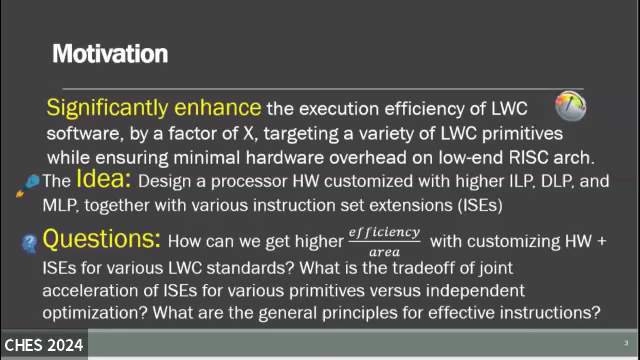 Motivation
Significantly enhance the execution efficiency of LWC
software, by a factor of X, targeting a variety of LWC primitives
while ensuring minimal hardware overhead on low-end RISC arch.
The Idea: Design a processor HW customized with higher ILP, DLP, and
MLP, together with various instruction set extensions (ISEs)
Questions: How can we get higher efficiency/area with customizing HW +
ISEs for various LWC standards? What is the tradeoff of joint
acceleration of ISEs for various primitives versus independent
optimization? What are the general principles for effective instructions?
CHES 2024
3